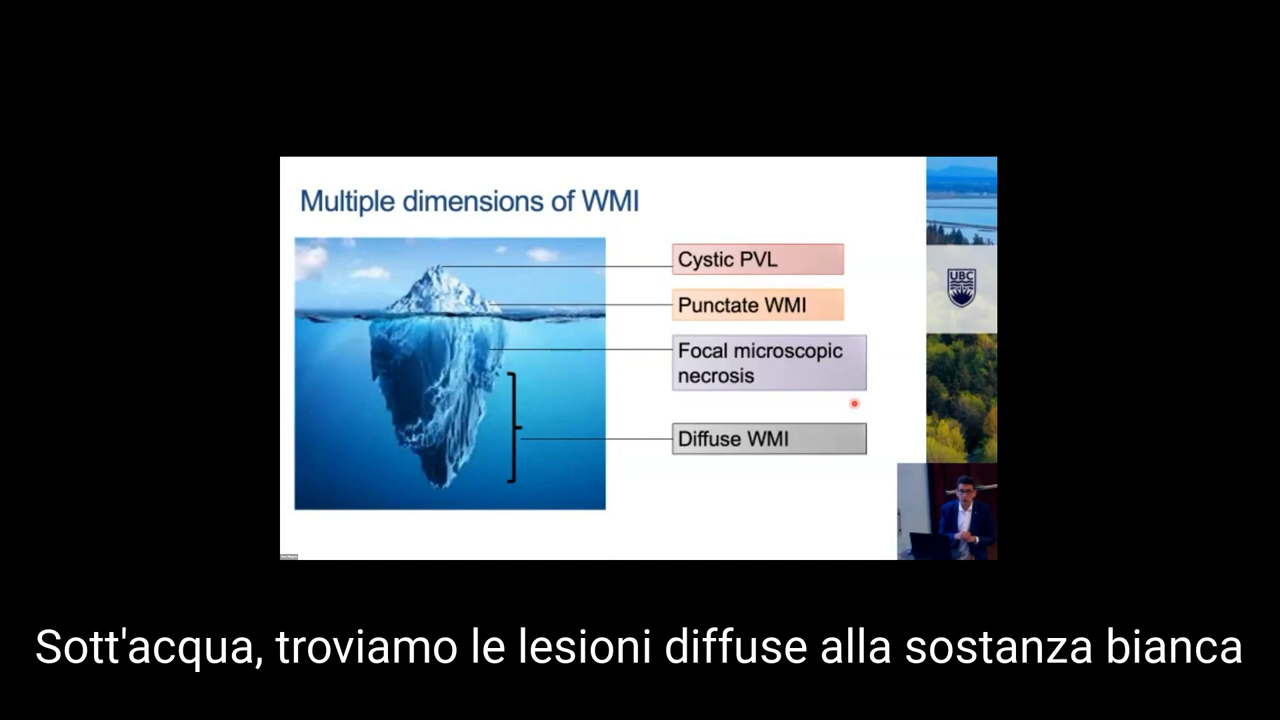 Multiple dimensions of WMI
Cystic PVL
Punctate WMI
Focal microscopic
necrosis
Diffuse WMI
UBC
Sott'acqua, troviamo le lesioni diffuse alla sostanza bianca